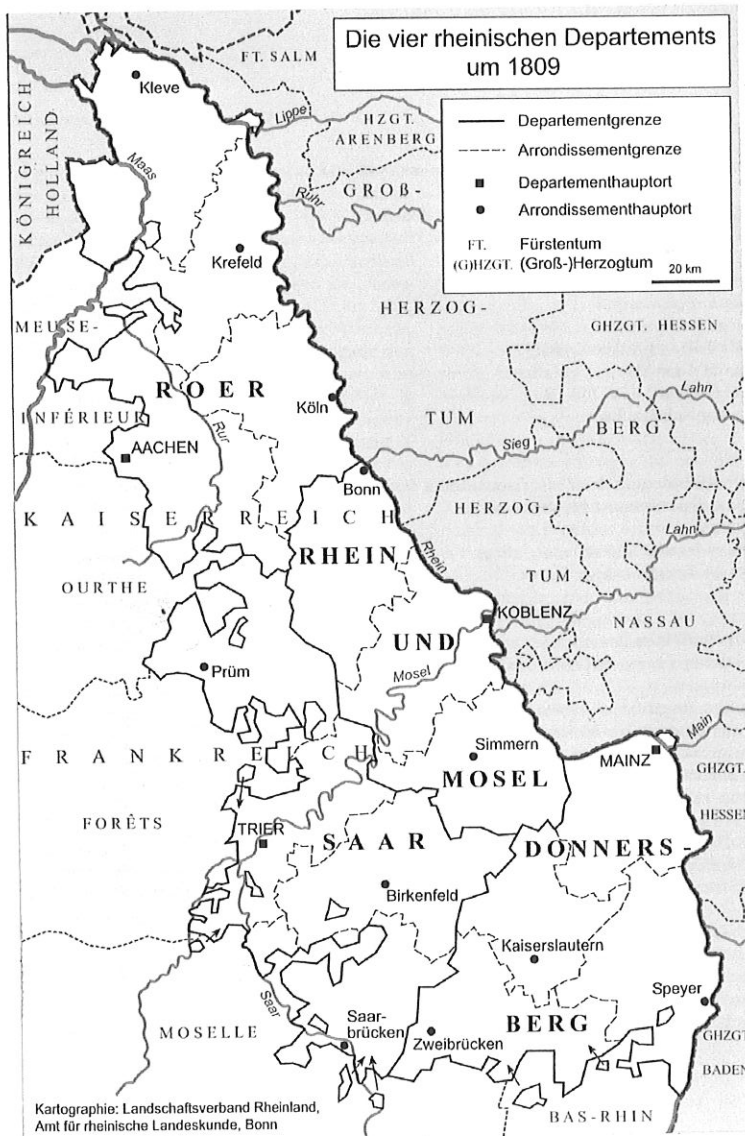 Die vier rheinischen Departements
um 1809
Departementgrenze
Arrondissementgrenze
Departementhauptort
Arrondissementhauptort
FT. Fürstentum
(G)HZGT. (Groß-)Herzogtum
20 km
FT. SALM
Kleve
Lippe
HZGT.
ARENBERG
KÖNIGREICH
HOLLAND
Maas
Ruhr
GROß-
Krefeld
HERZOG-
MEUSE-
GHZGT. HESSEN
ROER
Köln
Lahn
INFÉRIEUR
Rur
TUM
Sieg
BERG
AACHEN
Bonn
KAISERREICH
HERZOG
Lahn
RHEIN
Rhein
OURTHE
TUM
KOBLENZ
NASSAU
UND
Prüm
Mosel
Main
FRANKREICH
Simmern
MAINZ
MOSEL
GHZGT.
HESSEN
FORÊTS
TRIER
SAAR
DONNERS-
Birkenfeld
Kaiserslautern
Speyer
Saar
MOSELLE
Saar-
brücken
Zweibrücken
BERG
GHZGT.
BADEN
BAS-RHIN
Kartographie: Landschaftsverband Rheinland,
Amt für rheinische Landeskunde, Bonn